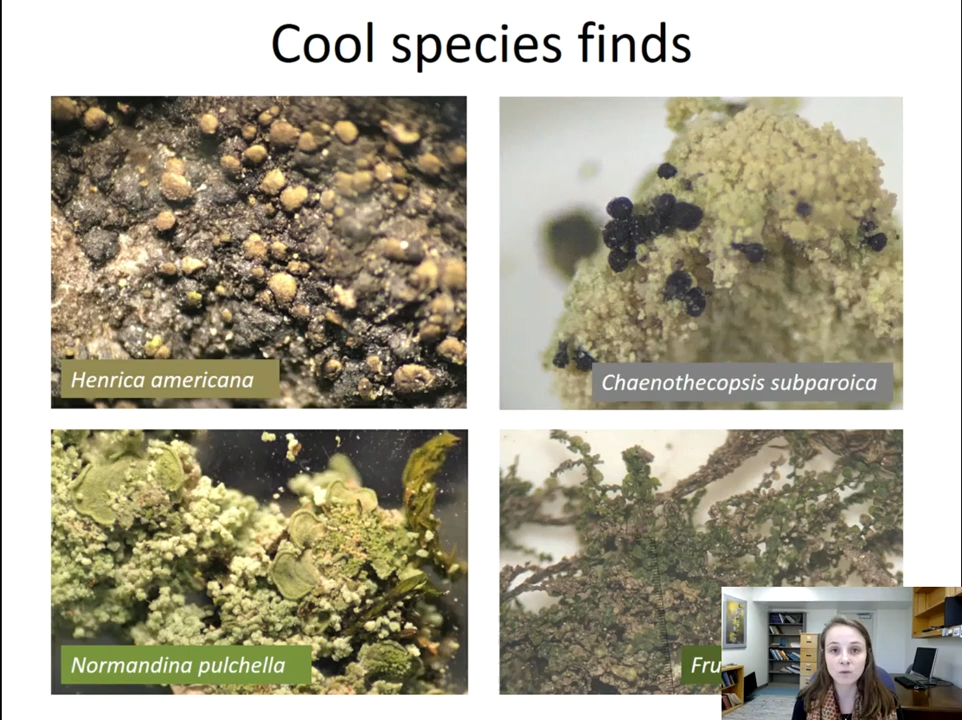 Cool species finds
Henrica americana
Chaenothecopsis subparoica
Normandina pulchella
Fru